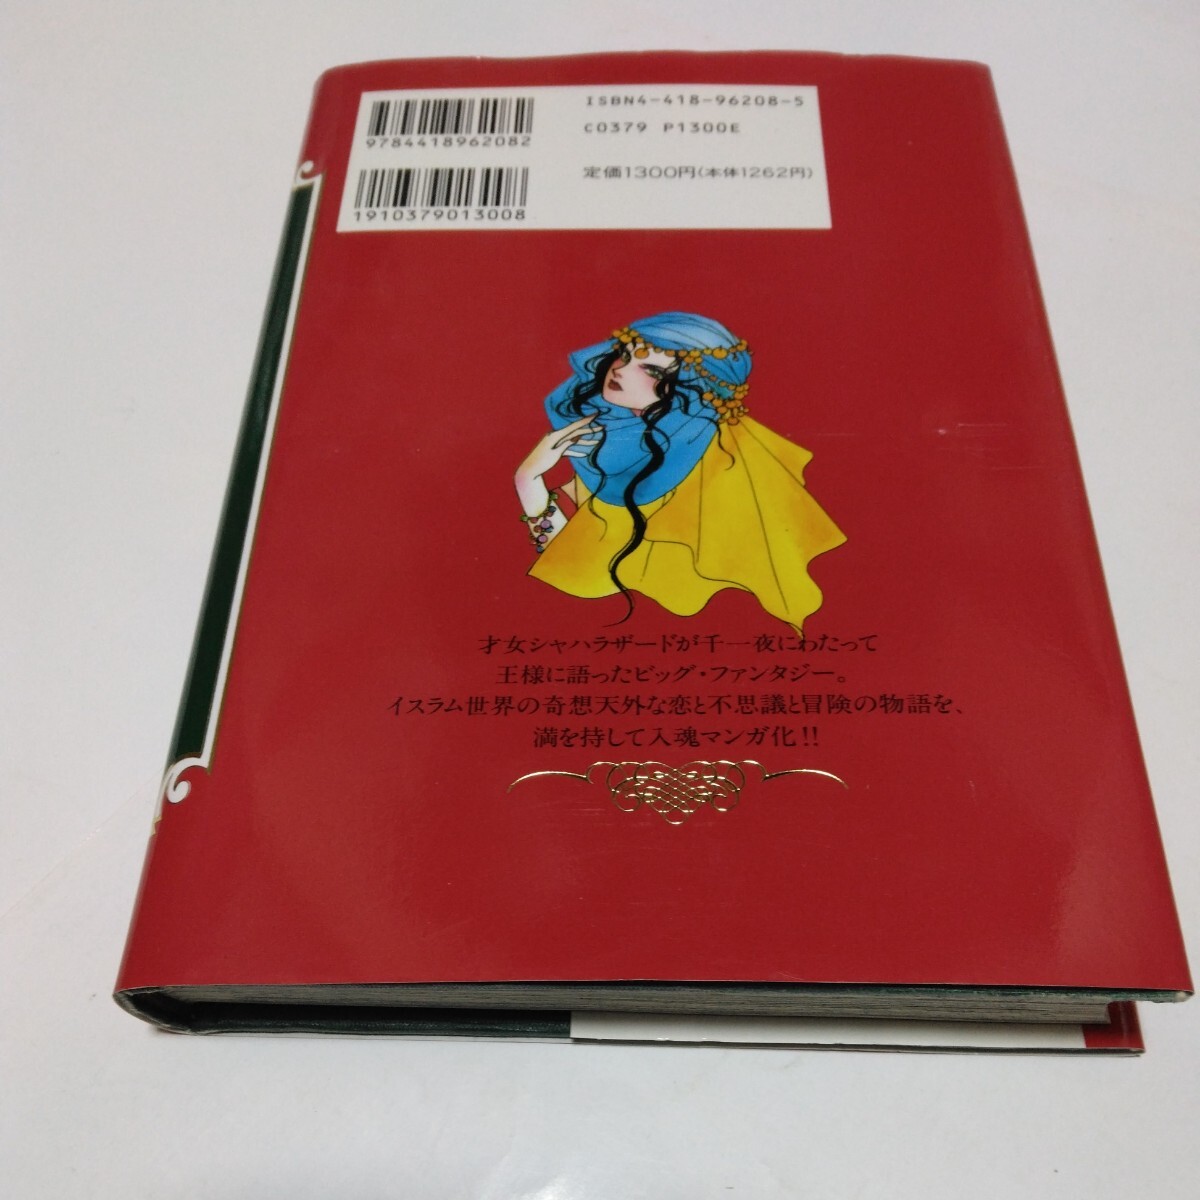 ISBN4-418-96208-5
C0379 P1300E
9784418962082
定価1300円(本体1262円)
1910379013008
才女シャハラザードが千一夜にわたって
王様に語ったビッグ・ファンタジー。
イスラム世界の奇想天外な恋と不思議と冒険の物語を、
満を持して入魂マンガ化!!